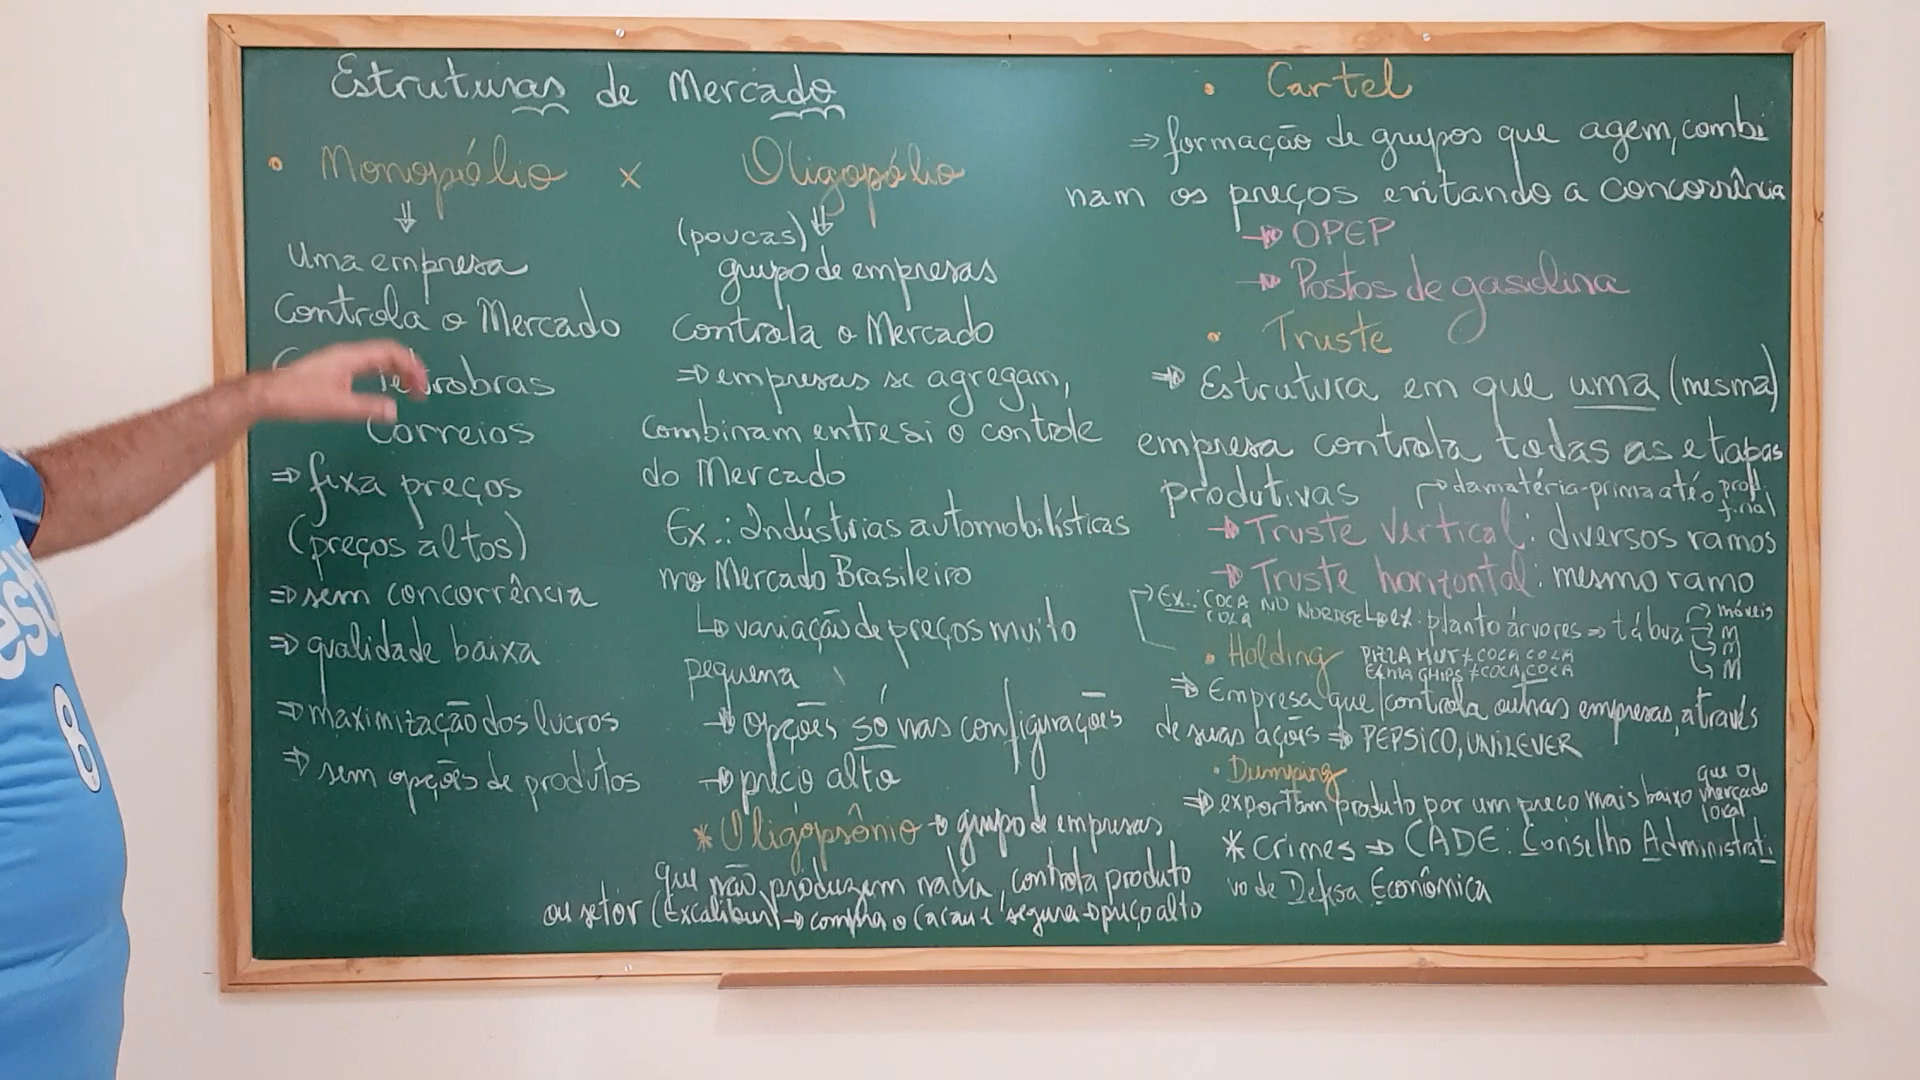 Estruturas de Mercado
• Monopólio x Oligopólio
Uma empresa
Controla o Mercado
Petrobras
Correios
⇒ fixa preços
(preços altos)
⇒ sem concorrência
⇒ qualidade baixa
⇒ maximização dos lucros
⇒ sem opções de produtos
(poucas)
grupo de empresas
Controla o Mercado
⇒ empresas se agregam,
combinam entre si o controle
do Mercado
Ex.: Indústrias automobilísticas
no Mercado Brasileiro
↳ variação de preços muito
pequena
→ opções só nas configurações
→ preço alto
* Oligopsônio → grupo de empresas
que não produzem nada, controla produto
ou setor (Excalibur) → compra o cacau e segura → preço alto
• Cartel
⇒ formação de grupos que agem, combi
nam os preços evitando a concorrência
→ OPEP
→ Postos de gasolina
• Truste
⇒ Estrutura em que uma (mesma)
empresa controla todas as etapas
produtivas → da matéria-prima até o prod.
final
→ Truste Vertical: diversos ramos
→ Truste horizontal: mesmo ramo
→ Ex.: COCA NO NORDESTE
COLA
↳ ex: planto árvores ⇒ tábua → móveis
M
M
M
• Holding PIZZA HUT ≠ COCA COLA
ELMA CHIPS ≠ COCA COLA
⇒ Empresa que controla outras empresas, através
de suas ações ⇒ PEPSICO, UNILEVER
• Dumping
⇒ exportam produto por um preço mais baixo que o
mercado
local
* Crimes ⇒ CADE: Conselho Administrati
vo de Defesa Econômica
8